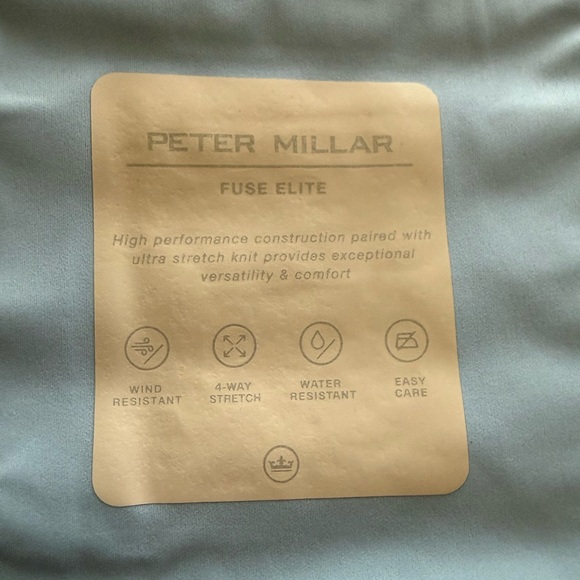 PETER MILLAR
FUSE ELITE
High performance construction paired with
ultra stretch knit provides exceptional
versatility & comfort
WIND
RESISTANT
4-WAY
STRETCH
WATER
RESISTANT
EASY
CARE